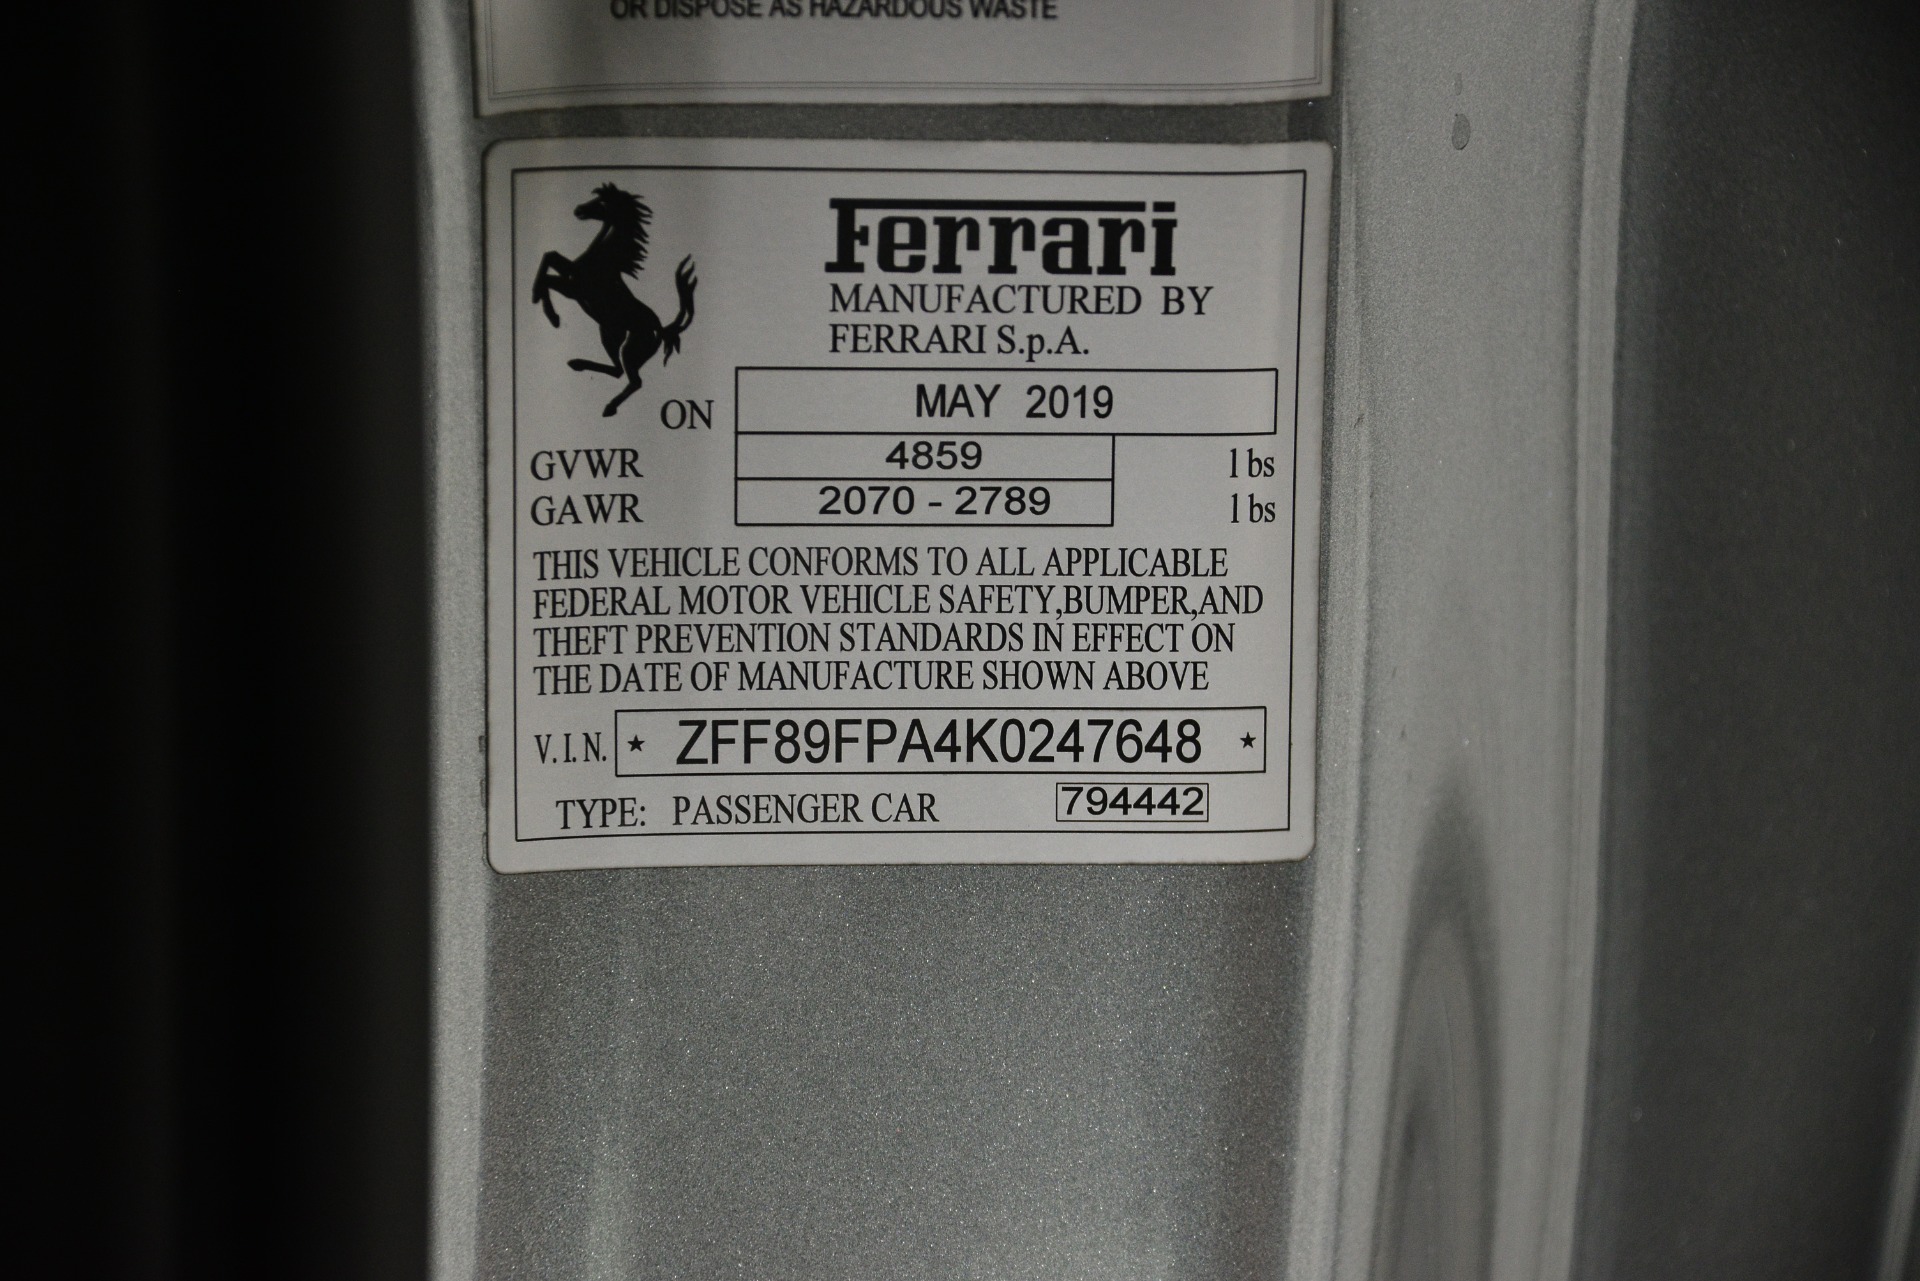 OR DISPOSE AS HAZARDOUS WASTE
Ferrari
MANUFACTURED BY
FERRARI S.p.A.
ON MAY 2019
GVWR 4859 lbs
GAWR 2070 - 2789 lbs
THIS VEHICLE CONFORMS TO ALL APPLICABLE
FEDERAL MOTOR VEHICLE SAFETY,BUMPER,AND
THEFT PREVENTION STANDARDS IN EFFECT ON
THE DATE OF MANUFACTURE SHOWN ABOVE
V.I.N. ★ ZFF89FPA4K0247648 ★
TYPE: PASSENGER CAR 794442